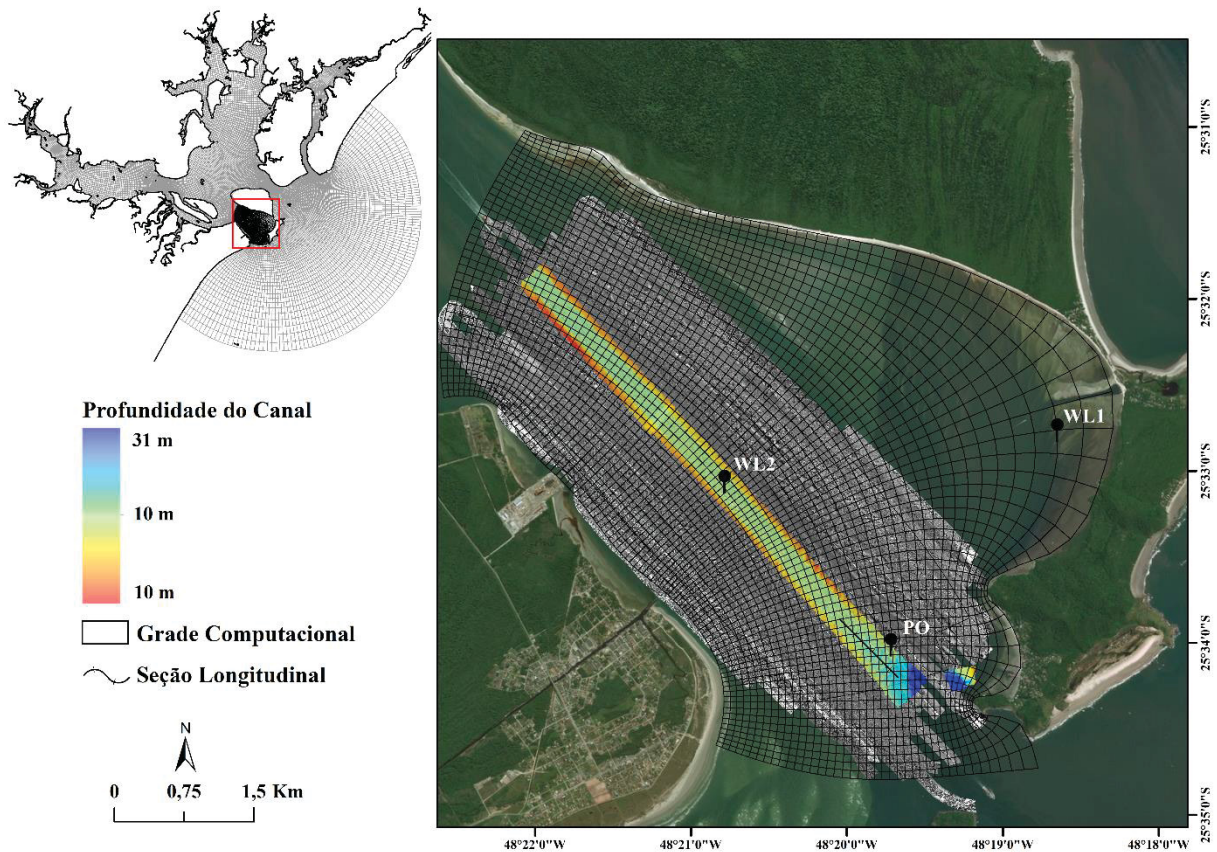 Profundidade do Canal
31 m
10 m
10 m
Grade Computacional
Seção Longitudinal
N
0 0,75 1,5 Km
WL1
WL2
PO
25°31'0"S
25°32'0"S
25°33'0"S
25°34'0"S
25°35'0"S
48°22'0"W 48°21'0"W 48°20'0"W 48°19'0"W 48°18'0"W